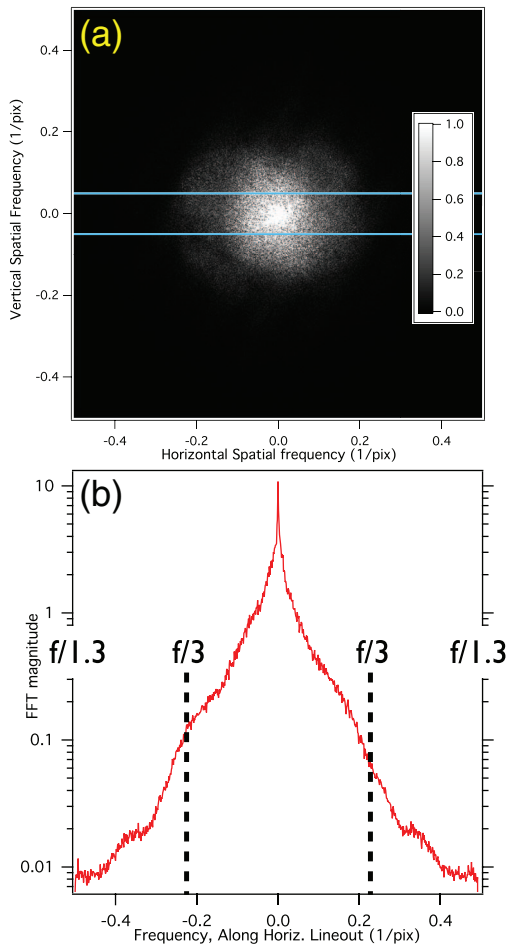 (a)
Vertical Spatial Frequency (1/pix)
0.4
0.2
0.0
-0.2
-0.4
1.0
0.8
0.6
0.4
0.2
0.0
-0.4 -0.2 0.0 0.2 0.4
Horizontal Spatial frequency (1/pix)
(b)
FFT magnitude
10
1
f/1.3 f/3 f/3 f/1.3
0.1
0.01
-0.4 -0.2 0.0 0.2 0.4
Frequency, Along Horiz. Lineout (1/pix)